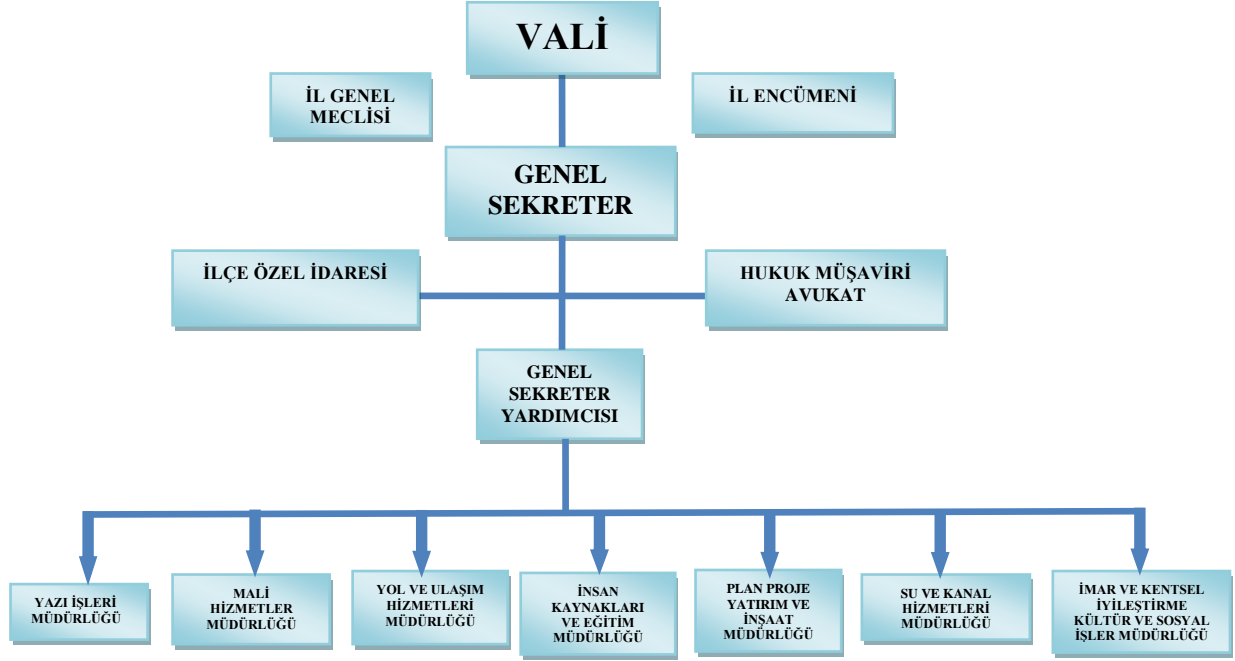 VALİ
İL GENEL
MECLİSİ
İL ENCÜMENİ
GENEL
SEKRETER
İLÇE ÖZEL İDARESİ
HUKUK MÜŞAVİRİ
AVUKAT
GENEL
SEKRETER
YARDIMCISI
YAZI İŞLERİ
MÜDÜRLÜĞÜ
MALİ
HİZMETLER
MÜDÜRLÜĞÜ
YOL VE ULAŞIM
HİZMETLERİ
MÜDÜRLÜĞÜ
İNSAN
KAYNAKLARI
VE EĞİTİM
MÜDÜRLÜĞÜ
PLAN PROJE
YATIRIM VE
İNŞAAT
MÜDÜRLÜĞÜ
SU VE KANAL
HİZMETLERİ
MÜDÜRLÜĞÜ
İMAR VE KENTSEL
İYİLEŞTİRME
KÜLTÜR VE SOSYAL
İŞLER MÜDÜRLÜĞÜ